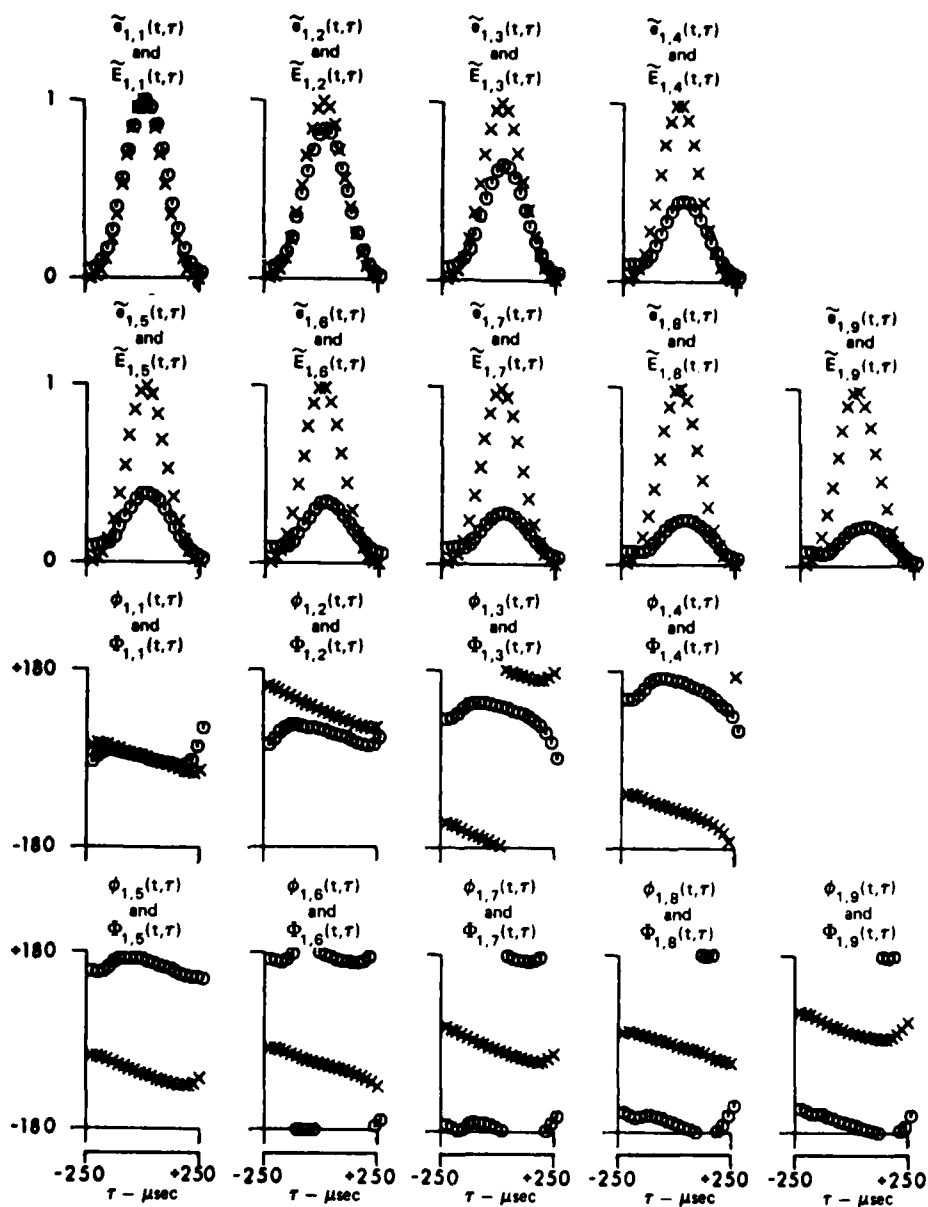 ẽ1,1(t,τ) ẽ1,2(t,τ) ẽ1,3(t,τ) ẽ1,4(t,τ)
and and and and
Ẽ1,1(t,τ) Ẽ1,2(t,τ) Ẽ1,3(t,τ) Ẽ1,4(t,τ)
1
0
ẽ1,5(t,τ) ẽ1,6(t,τ) ẽ1,7(t,τ) ẽ1,8(t,τ) ẽ1,9(t,τ)
and and and and and
Ẽ1,5(t,τ) Ẽ1,6(t,τ) Ẽ1,7(t,τ) Ẽ1,8(t,τ) Ẽ1,9(t,τ)
1
0
ϕ1,1(t,τ) ϕ1,2(t,τ) ϕ1,3(t,τ) ϕ1,4(t,τ)
and and and and
Φ1,1(t,τ) Φ1,2(t,τ) Φ1,3(t,τ) Φ1,4(t,τ)
+180
-180
ϕ1,5(t,τ) ϕ1,6(t,τ) ϕ1,7(t,τ) ϕ1,8(t,τ) ϕ1,9(t,τ)
and and and and and
Φ1,5(t,τ) Φ1,6(t,τ) Φ1,7(t,τ) Φ1,8(t,τ) Φ1,9(t,τ)
+180
-180
-250 +250 -250 +250 -250 +250 -250 +250 -250 +250
τ – μsec τ – μsec τ – μsec τ – μsec τ – μsec